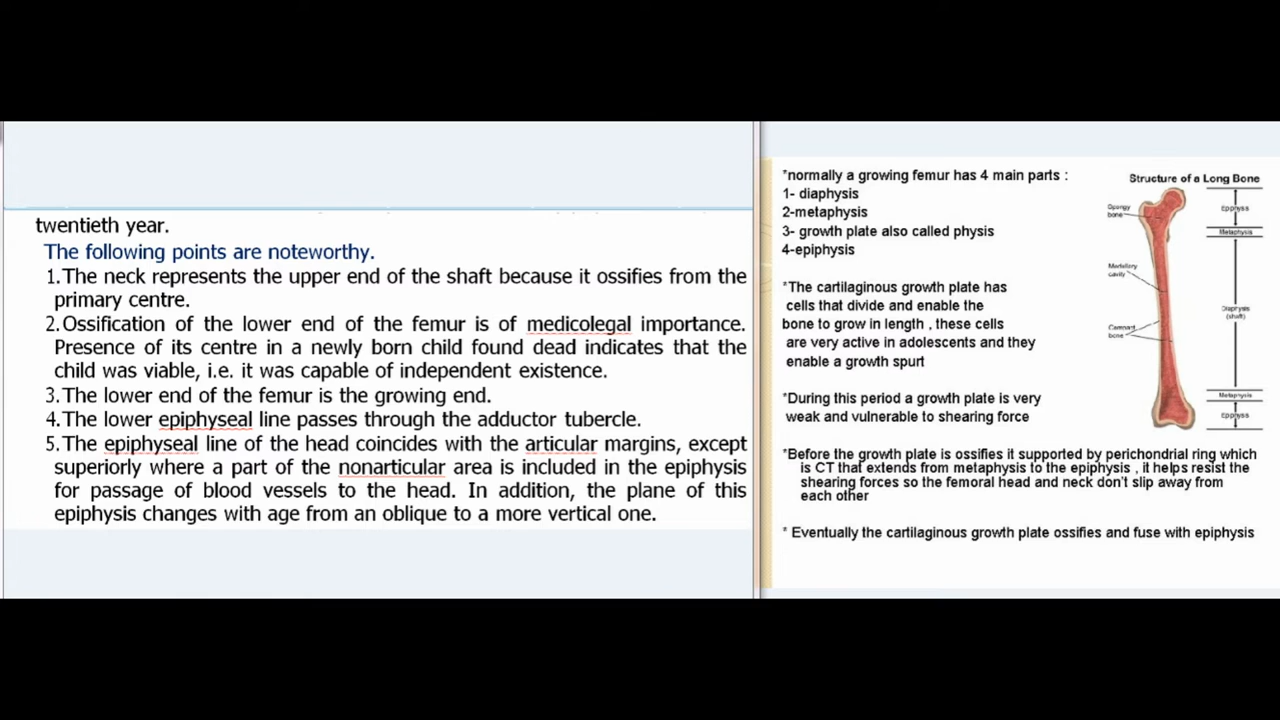 twentieth year.
The following points are noteworthy.
1.The neck represents the upper end of the shaft because it ossifies from the
primary centre.
2.Ossification of the lower end of the femur is of medicolegal importance.
Presence of its centre in a newly born child found dead indicates that the
child was viable, i.e. it was capable of independent existence.
3.The lower end of the femur is the growing end.
4.The lower epiphyseal line passes through the adductor tubercle.
5.The epiphyseal line of the head coincides with the articular margins, except
superiorly where a part of the nonarticular area is included in the epiphysis
for passage of blood vessels to the head. In addition, the plane of this
epiphysis changes with age from an oblique to a more vertical one.
*normally a growing femur has 4 main parts :
1- diaphysis
2-metaphysis
3- growth plate also called physis
4-epiphysis
*The cartilaginous growth plate has
cells that divide and enable the
bone to grow in length , these cells
are very active in adolescents and they
enable a growth spurt
*During this period a growth plate is very
weak and vulnerable to shearing force
*Before the growth plate is ossifies it supported by perichondrial ring which
is CT that extends from metaphysis to the epiphysis , it helps resist the
shearing forces so the femoral head and neck don't slip away from
each other
* Eventually the cartilaginous growth plate ossifies and fuse with epiphysis
Structure of a Long Bone
Spongy
bone
Epiphysis
Metaphysis
Medullary
cavity
Diaphysis
(shaft)
Compact
bone
Metaphysis
Epiphysis